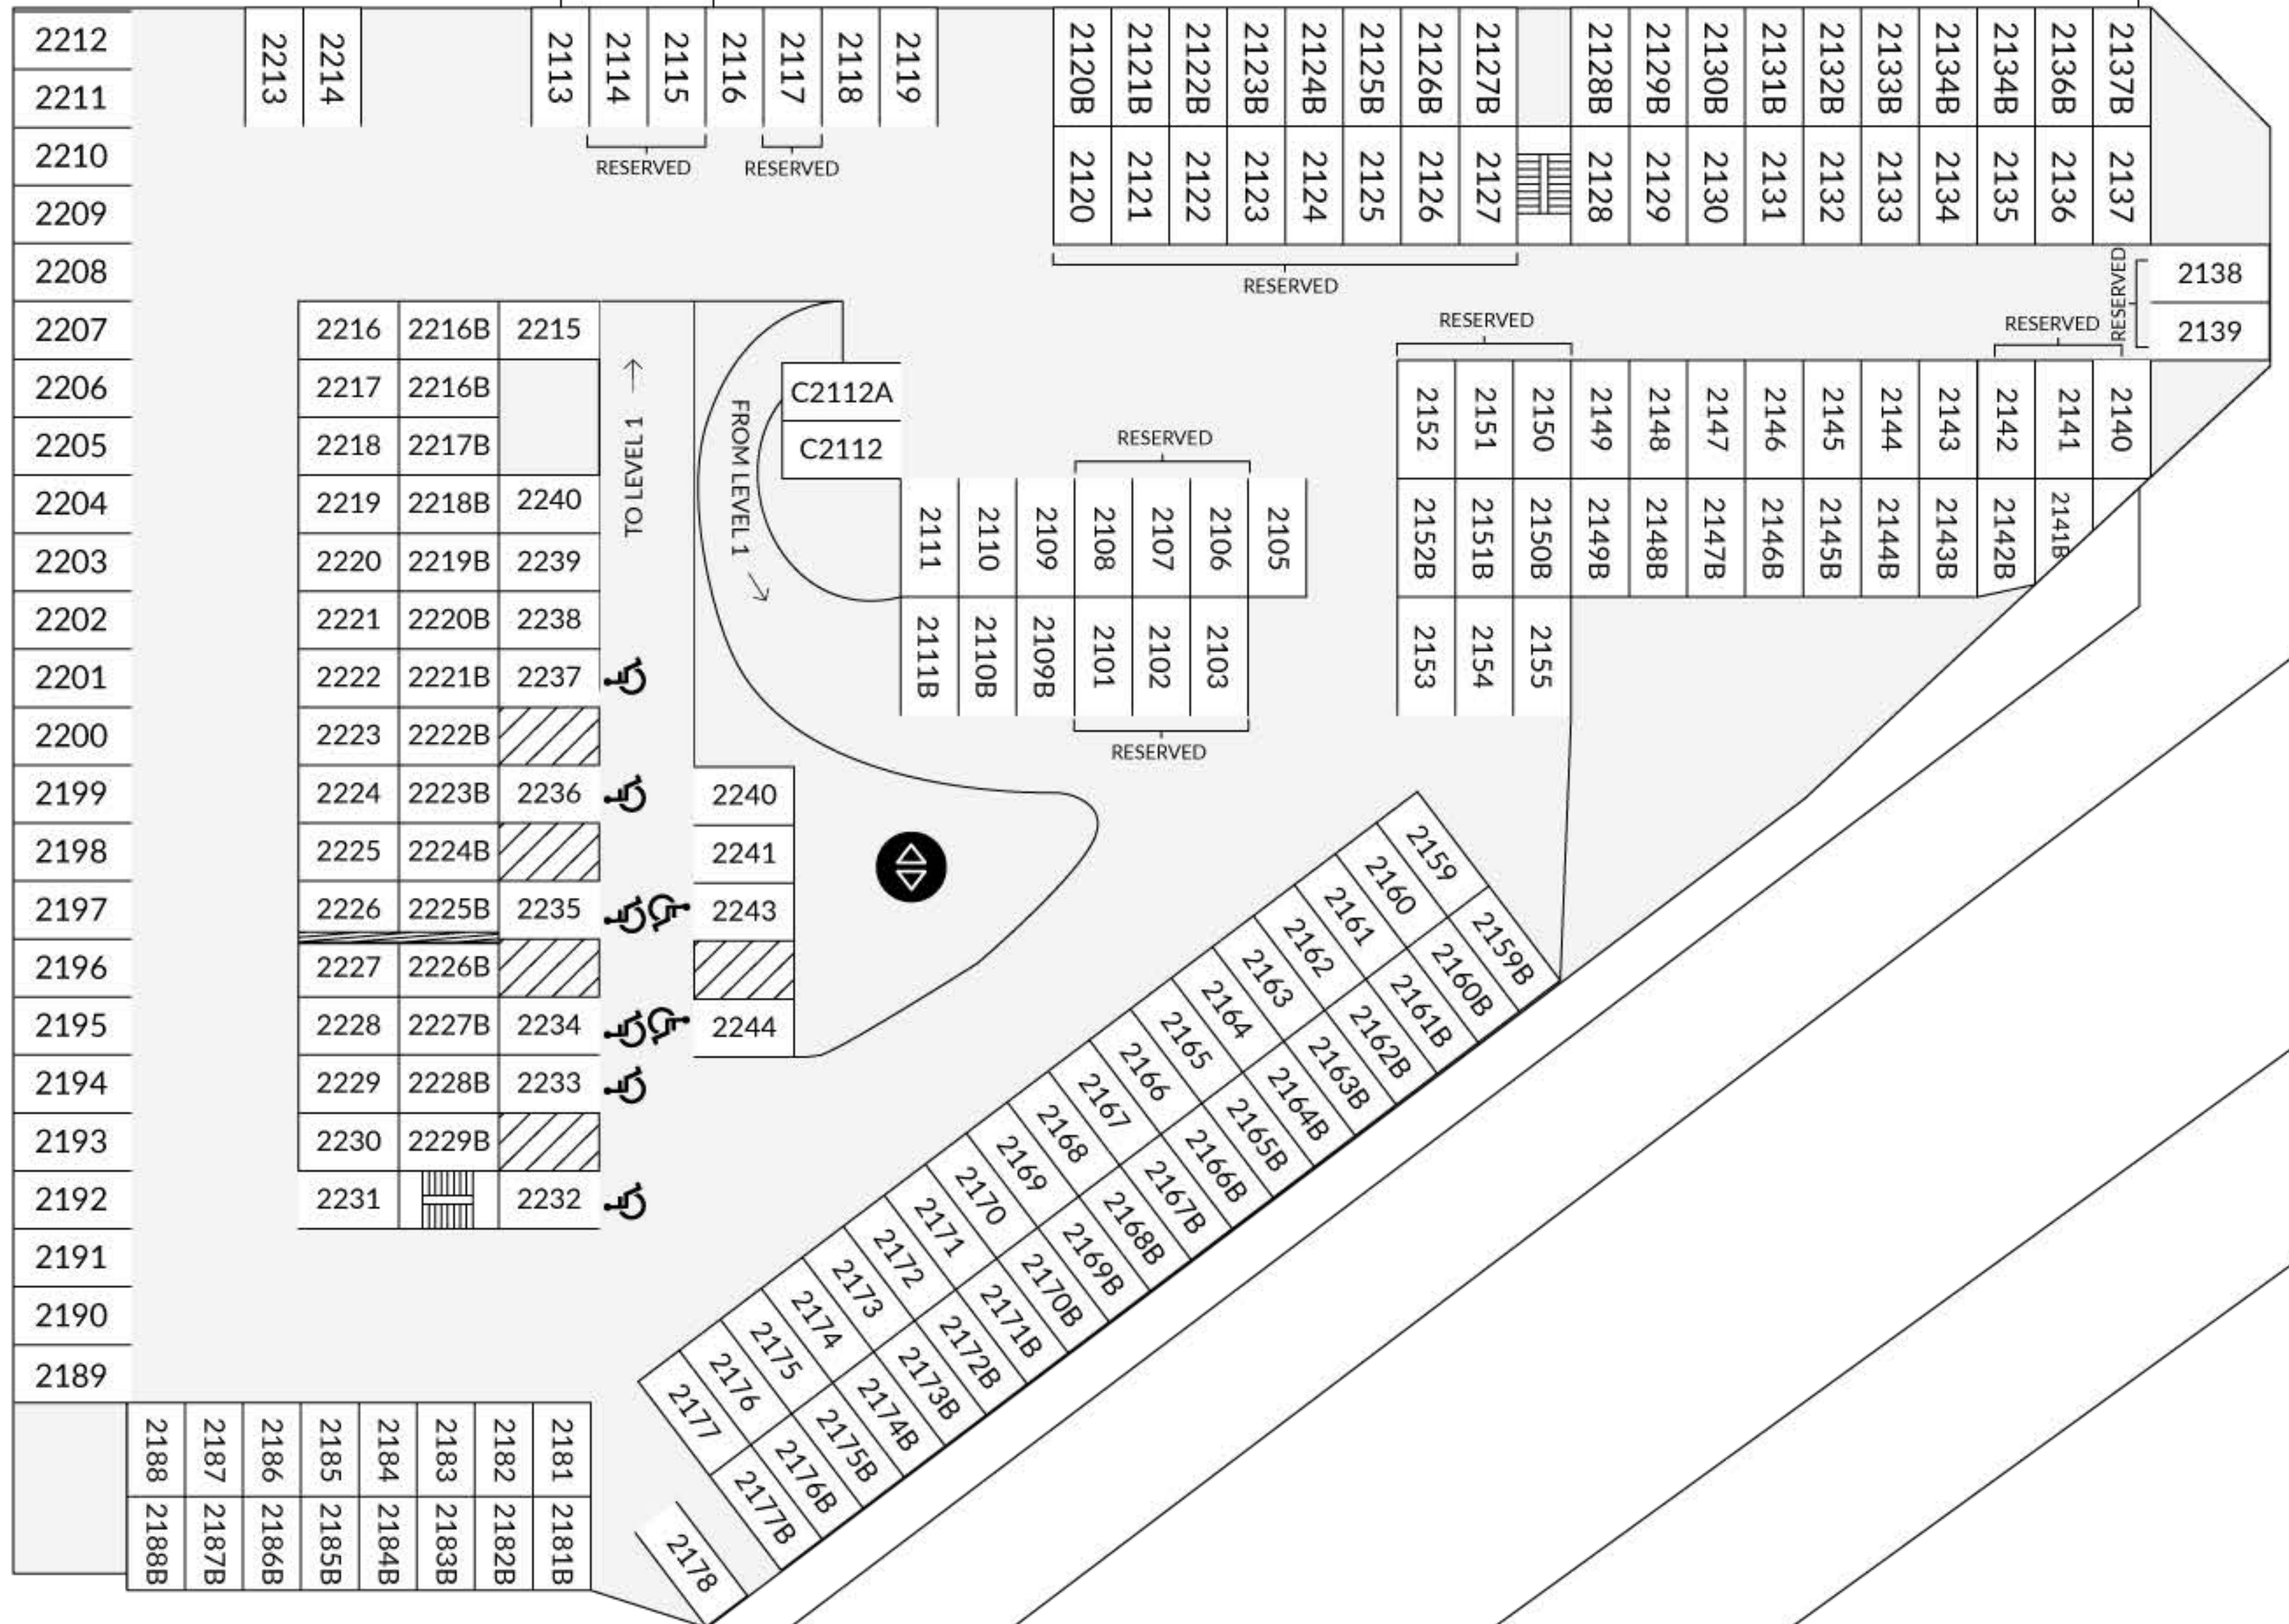 2212
2211
2210
2209
2208
2207
2206
2205
2204
2203
2202
2201
2200
2199
2198
2197
2196
2195
2194
2193
2192
2191
2190
2189
2213 2214
2113 2114 2115 2116 2117 2118 2119
RESERVED RESERVED
2120B 2121B 2122B 2123B 2124B 2125B 2126B 2127B 2128B 2129B 2130B 2131B 2132B 2133B 2134B 2134B 2136B 2137B
2120 2121 2122 2123 2124 2125 2126 2127 2128 2129 2130 2131 2132 2133 2134 2135 2136 2137
RESERVED
RESERVED
2138
2139
2216 2216B 2215
2217 2216B
2218 2217B
2219 2218B 2240
2220 2219B 2239
2221 2220B 2238
2222 2221B 2237
2223 2222B
2224 2223B 2236
2225 2224B
2226 2225B 2235
2227 2226B
2228 2227B 2234
2229 2228B 2233
2230 2229B
2231 2232
← TO LEVEL 1
FROM LEVEL 1 →
C2112A
C2112
RESERVED
2111 2110 2109 2108 2107 2106 2105
2111B 2110B 2109B 2101 2102 2103
RESERVED
RESERVED RESERVED
2152 2151 2150 2149 2148 2147 2146 2145 2144 2143 2142 2141 2140
2152B 2151B 2150B 2149B 2148B 2147B 2146B 2145B 2144B 2143B 2142B 2141B
2153 2154 2155
2240
2241
2243
2244
2159 2160 2161 2162 2163 2164 2165 2166 2167 2168 2169 2170 2171 2172 2173 2174 2175 2176 2177
2159B 2160B 2161B 2162B 2163B 2164B 2165B 2166B 2167B 2168B 2169B 2170B 2171B 2172B 2173B 2174B 2175B 2176B 2177B
2178
2188 2187 2186 2185 2184 2183 2182 2181
2188B 2187B 2186B 2185B 2184B 2183B 2182B 2181B